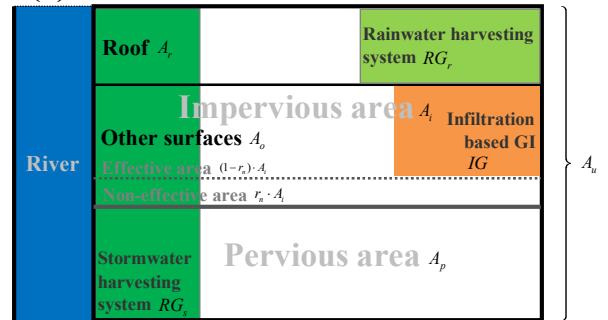 Roof A_r
Rainwater harvesting
system RG_r
Impervious area A_i
Infiltration
based GI
IG
Other surfaces A_o
Effective area (1−r_n)·A_i
Non-effective area r_n·A_i
River
A_u
Pervious area A_p
Stormwater
harvesting
system RG_s